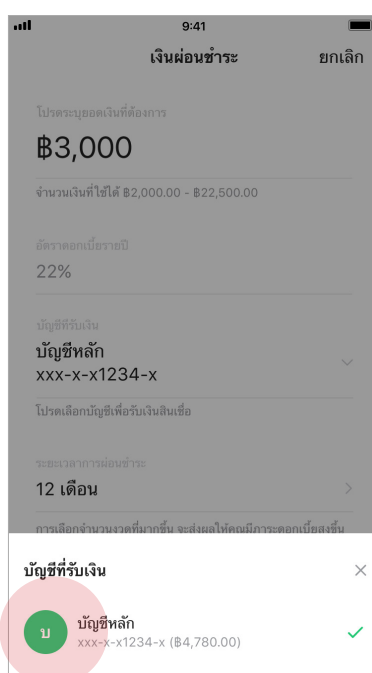 9:41
เงินผ่อนชำระ ยกเลิก
โปรดระบุยอดเงินที่ต้องการ
฿3,000
จำนวนเงินที่ใช้ได้ ฿2,000.00 - ฿22,500.00
อัตราดอกเบี้ยรายปี
22%
บัญชีที่รับเงิน
บัญชีหลัก
xxx-x-x1234-x
โปรดเลือกบัญชีเพื่อรับเงินสินเชื่อ
ระยะเวลาการผ่อนชำระ
12 เดือน
การเลือกจำนวนงวดที่มากขึ้น จะส่งผลให้คุณมีภาระดอกเบี้ยสูงขึ้น
บัญชีที่รับเงิน
บ บัญชีหลัก
xxx-x-x1234-x (฿4,780.00)